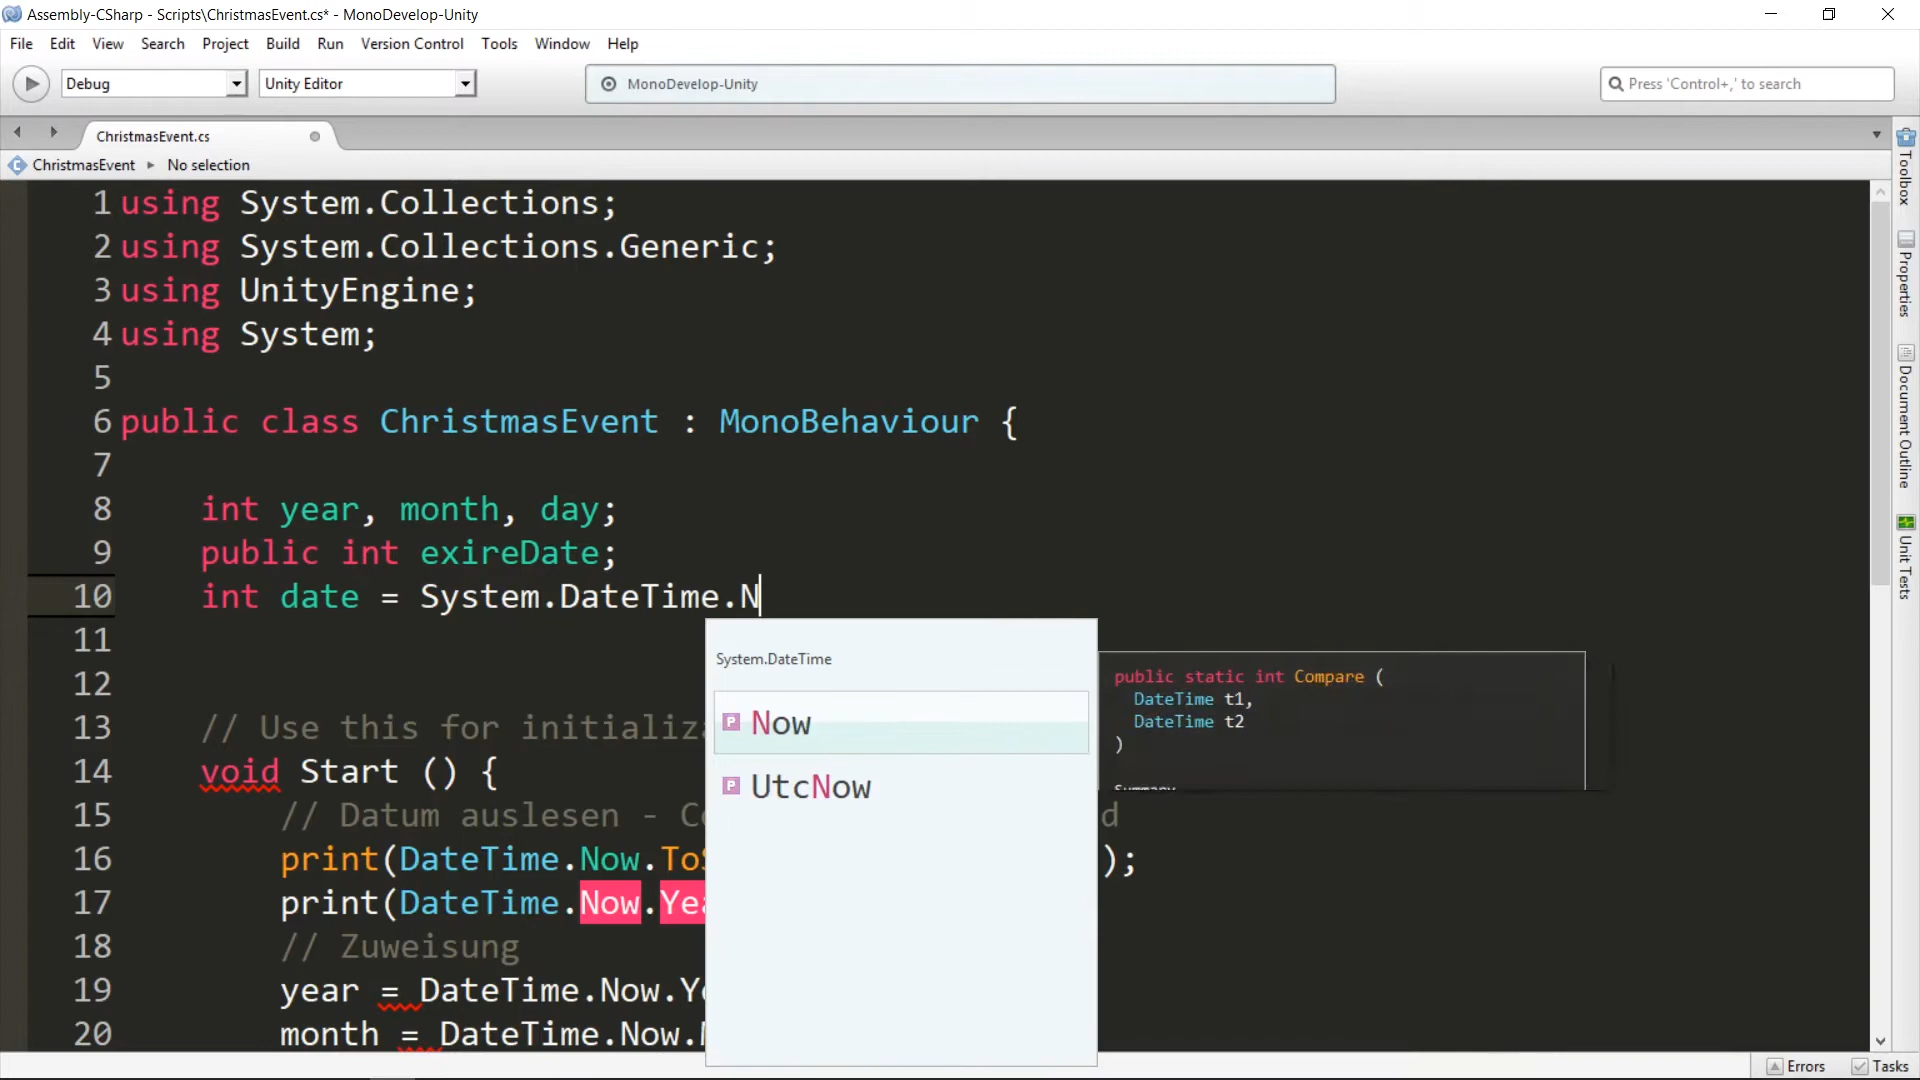 Assembly-CSharp - Scripts\ChristmasEvent.cs* - MonoDevelop-Unity
File Edit View Search Project Build Run Version Control Tools Window Help
Debug Unity Editor MonoDevelop-Unity Press 'Control+,' to search
ChristmasEvent.cs
ChristmasEvent No selection
1 using System.Collections;
2 using System.Collections.Generic;
3 using UnityEngine;
4 using System;
5
6 public class ChristmasEvent : MonoBehaviour {
7
8 int year, month, day;
9 public int exireDate;
10 int date = System.DateTime.N
11
12
13 // Use this for initializ
14 void Start () {
15 // Datum auslesen - C d
16 print(DateTime.Now.To );
17 print(DateTime.Now.Yea
18 // Zuweisung
19 year = DateTime.Now.Y
20 month = DateTime.Now.
System.DateTime
P Now
P UtcNow
public static int Compare (
DateTime t1,
DateTime t2
)
Toolbox
Properties
Document Outline
Unit Tests
Errors Tasks